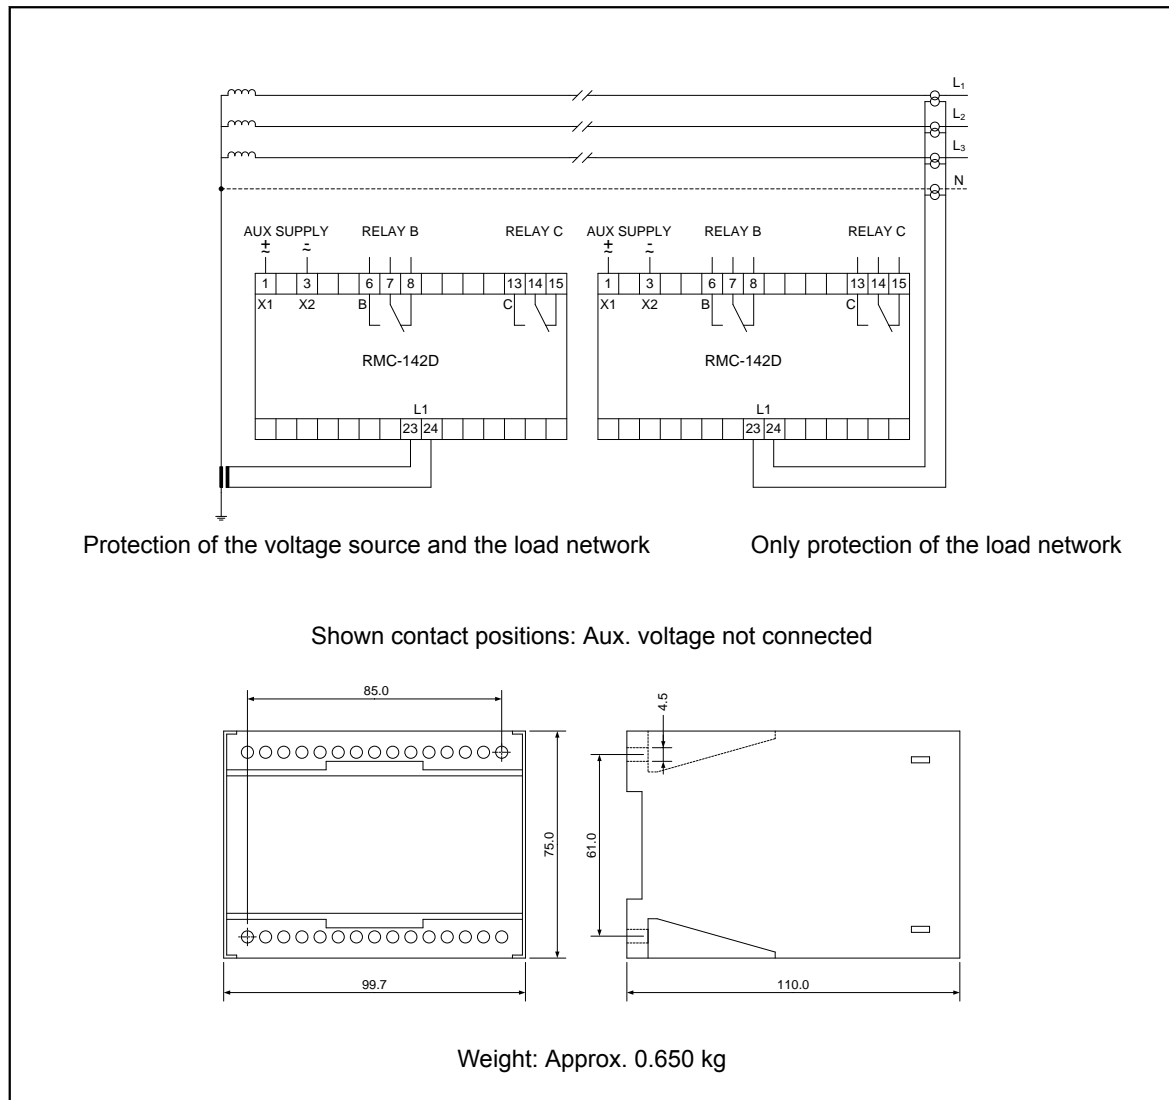 L₁
L₂
L₃
N
AUX SUPPLY RELAY B RELAY C AUX SUPPLY RELAY B RELAY C
+ - + -
~ ~ ~ ~
1 3 6 7 8 13 14 15 1 3 6 7 8 13 14 15
X1 X2 B C X1 X2 B C
RMC-142D RMC-142D
L1 L1
23 24 23 24
Protection of the voltage source and the load network Only protection of the load network
Shown contact positions: Aux. voltage not connected
85.0
4.5
75.0
61.0
99.7
110.0
Weight: Approx. 0.650 kg